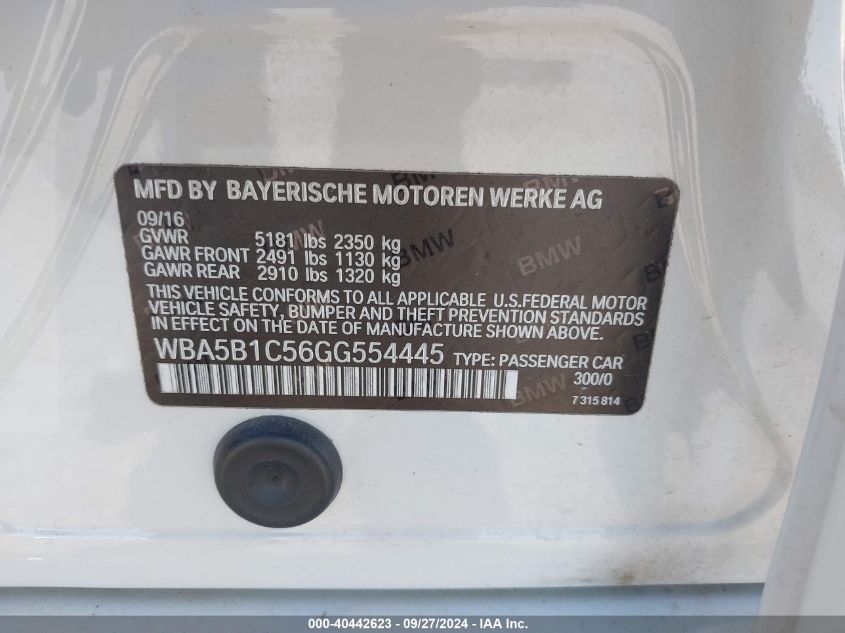 MFD BY BAYERISCHE MOTOREN WERKE AG
09/16
GVWR 5181 lbs 2350 kg
GAWR FRONT 2491 lbs 1130 kg
GAWR REAR 2910 lbs 1320 kg
THIS VEHICLE CONFORMS TO ALL APPLICABLE U.S.FEDERAL MOTOR
VEHICLE SAFETY, BUMPER AND THEFT PREVENTION STANDARDS
IN EFFECT ON THE DATE OF MANUFACTURE SHOWN ABOVE.
WBA5B1C56GG554445 TYPE: PASSENGER CAR
300/0
7 315 814
000-40442623 - 09/27/2024 - IAA Inc.